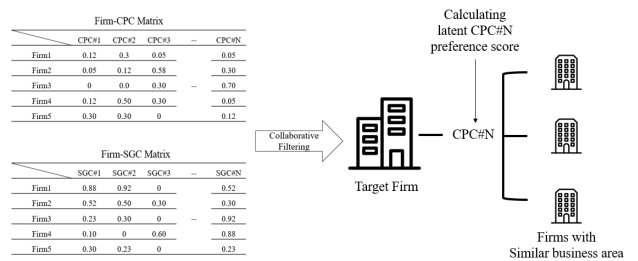 Firm-CPC Matrix
CPC#1 CPC#2 CPC#3 – CPC#N
Firm1 0.12 0.3 0.05 0.05
Firm2 0.05 0.12 0.58 0.30
Firm3 0 0.0 0.30 – 0.70
Firm4 0.12 0.50 0.30 0.05
Firm5 0.30 0.30 0 0.12
Firm-SGC Matrix
SGC#1 SGC#2 SGC#3 – SGC#N
Firm1 0.88 0.92 0 0.52
Firm2 0.52 0.50 0.30 0.30
Firm3 0.23 0.30 0 – 0.92
Firm4 0.10 0 0.60 0.88
Firm5 0.30 0.23 0 0.23
Collaborative
Filtering
Target Firm
Calculating
latent CPC#N
preference score
CPC#N
Firms with
Similar business area